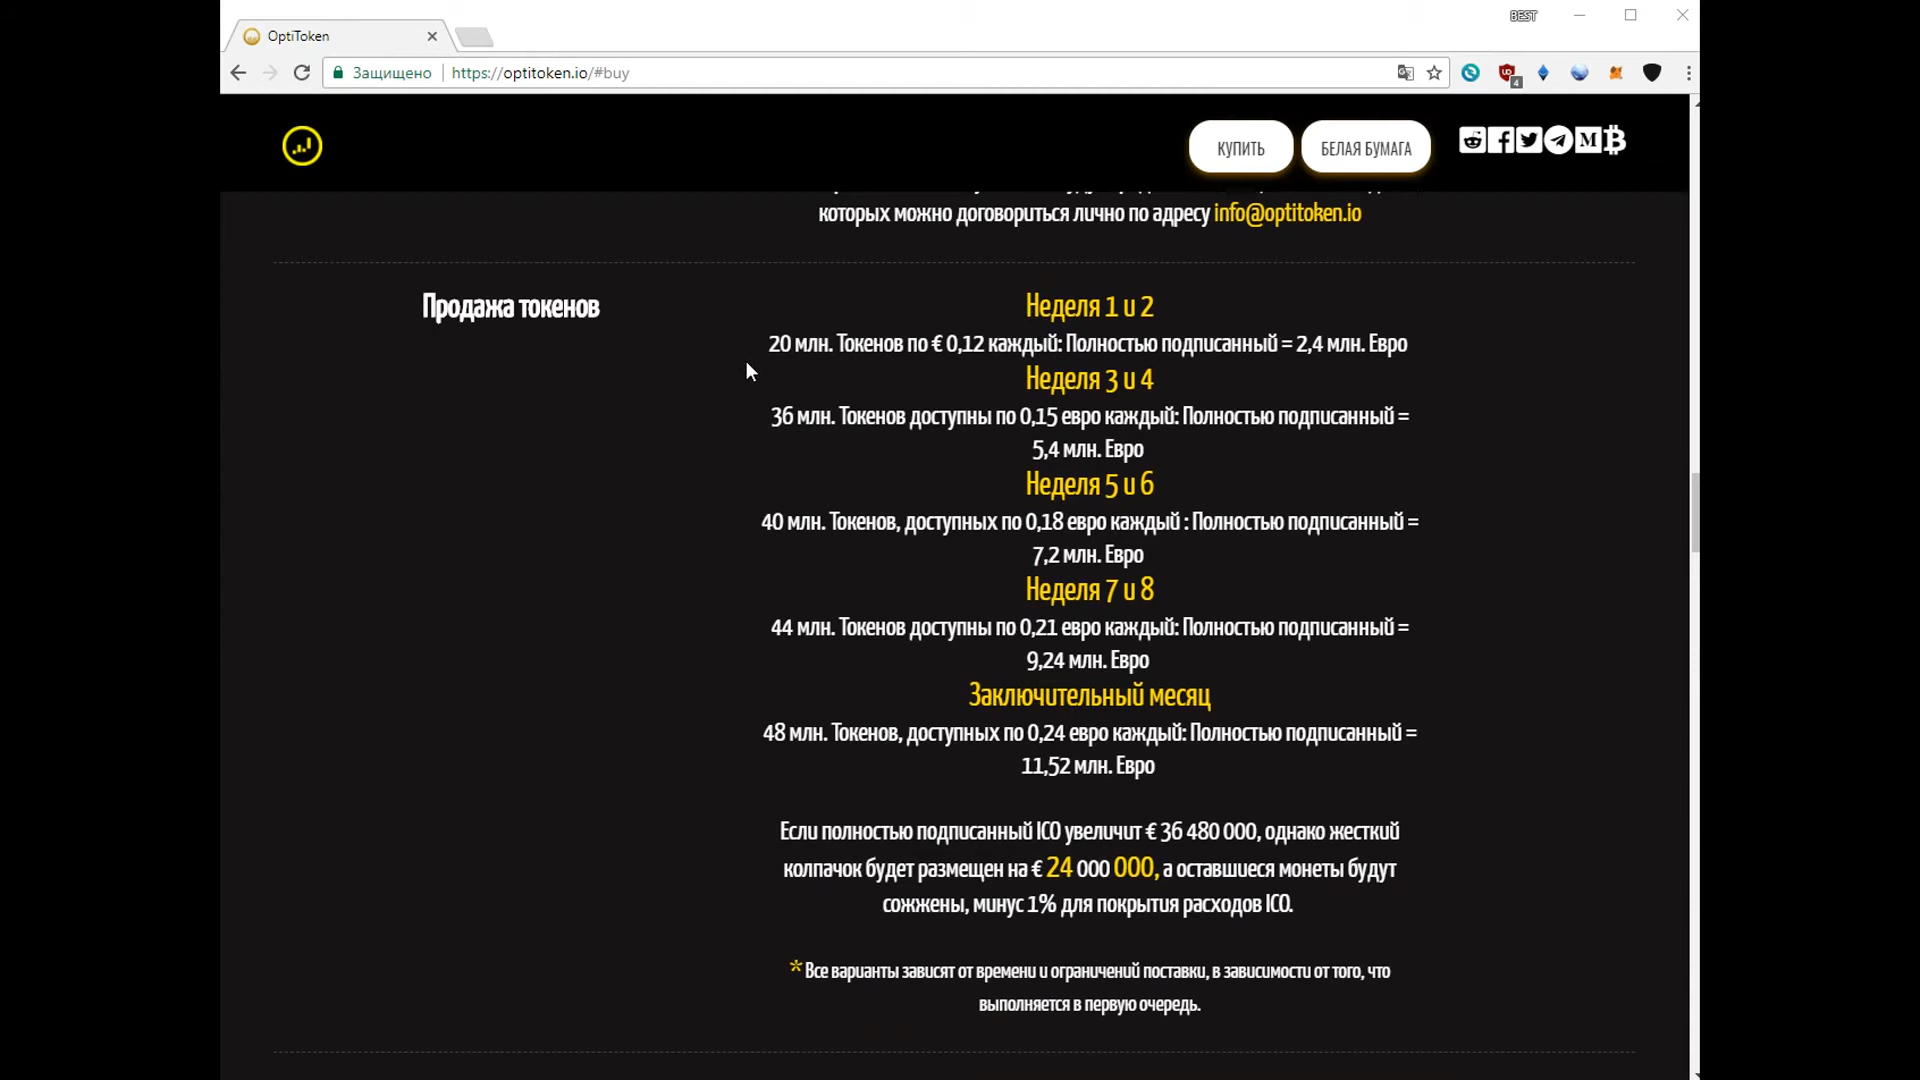 BEST
OptiToken
Защищено https://optitoken.io/#buy
4
КУПИТЬ БЕЛАЯ БУМАГА
которых можно договориться лично по адресу info@optitoken.io
Продажа токенов
Неделя 1 и 2
20 млн. Токенов по € 0,12 каждый: Полностью подписанный = 2,4 млн. Евро
Неделя 3 и 4
36 млн. Токенов доступны по 0,15 евро каждый: Полностью подписанный =
5,4 млн. Евро
Неделя 5 и 6
40 млн. Токенов, доступных по 0,18 евро каждый : Полностью подписанный =
7,2 млн. Евро
Неделя 7 и 8
44 млн. Токенов доступны по 0,21 евро каждый: Полностью подписанный =
9,24 млн. Евро
Заключительный месяц
48 млн. Токенов, доступных по 0,24 евро каждый: Полностью подписанный =
11,52 млн. Евро
Если полностью подписанный ICO увеличит € 36 480 000, однако жесткий
колпачок будет размещен на € 24 000 000, а оставшиеся монеты будут
сожжены, минус 1% для покрытия расходов ICO.
* Все варианты зависят от времени и ограничений поставки, в зависимости от того, что
выполняется в первую очередь.